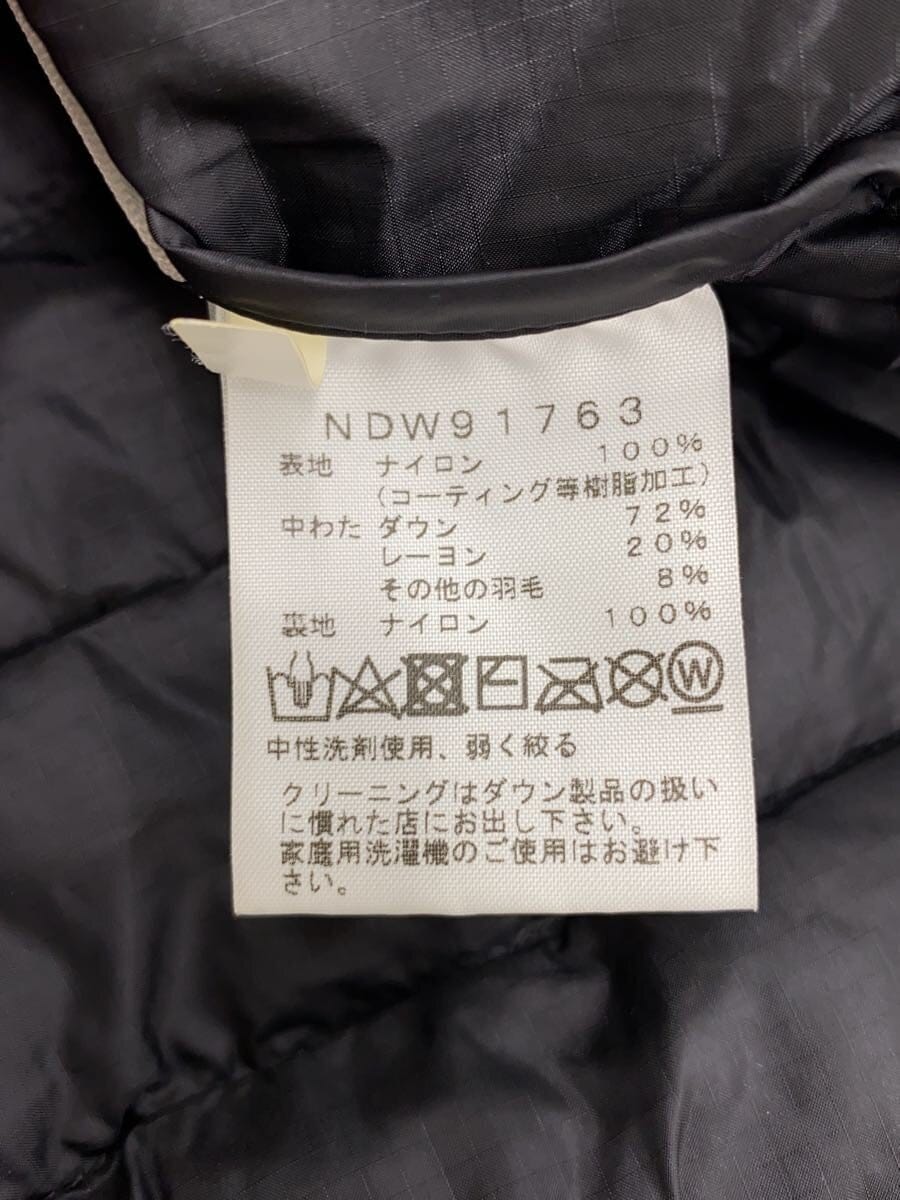 NDW91763
表地 ナイロン 100%
（コーティング等樹脂加工）
中わた ダウン 72%
レーヨン 20%
その他の羽毛 8%
裏地 ナイロン 100%
W
中性洗剤使用、弱く絞る
クリーニングはダウン製品の扱い
に慣れた店にお出し下さい。
家庭用洗濯機のご使用はお避け下
さい。